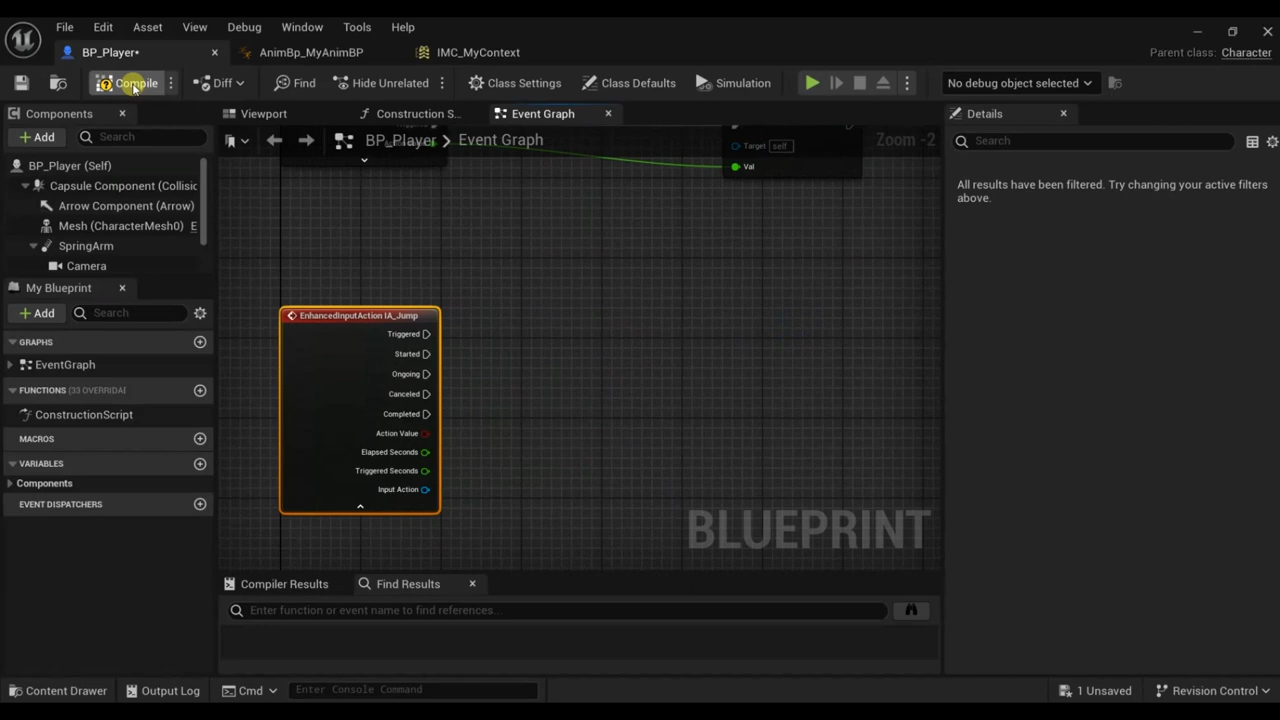 File Edit Asset View Debug Window Tools Help
BP_Player• AnimBp_MyAnimBP IMC_MyContext Parent class: Character
Compile Diff Find Hide Unrelated Class Settings Class Defaults Simulation No debug object selected
Components Viewport Construction S... Event Graph Details
Add Search BP_Player Event Graph Zoom -2 Search
Target self
Val
BP_Player (Self)
Capsule Component (Collisic
Arrow Component (Arrow)
Mesh (CharacterMesh0) E
SpringArm
Camera
All results have been filtered. Try changing your active filters
above.
My Blueprint
Add Search
GRAPHS
EventGraph
FUNCTIONS (33 OVERRIDAI
ConstructionScript
MACROS
VARIABLES
Components
EVENT DISPATCHERS
EnhancedInputAction IA_Jump
Triggered
Started
Ongoing
Canceled
Completed
Action Value
Elapsed Seconds
Triggered Seconds
Input Action
BLUEPRINT
Compiler Results Find Results
Enter function or event name to find references...
Content Drawer Output Log Cmd Enter Console Command 1 Unsaved Revision Control